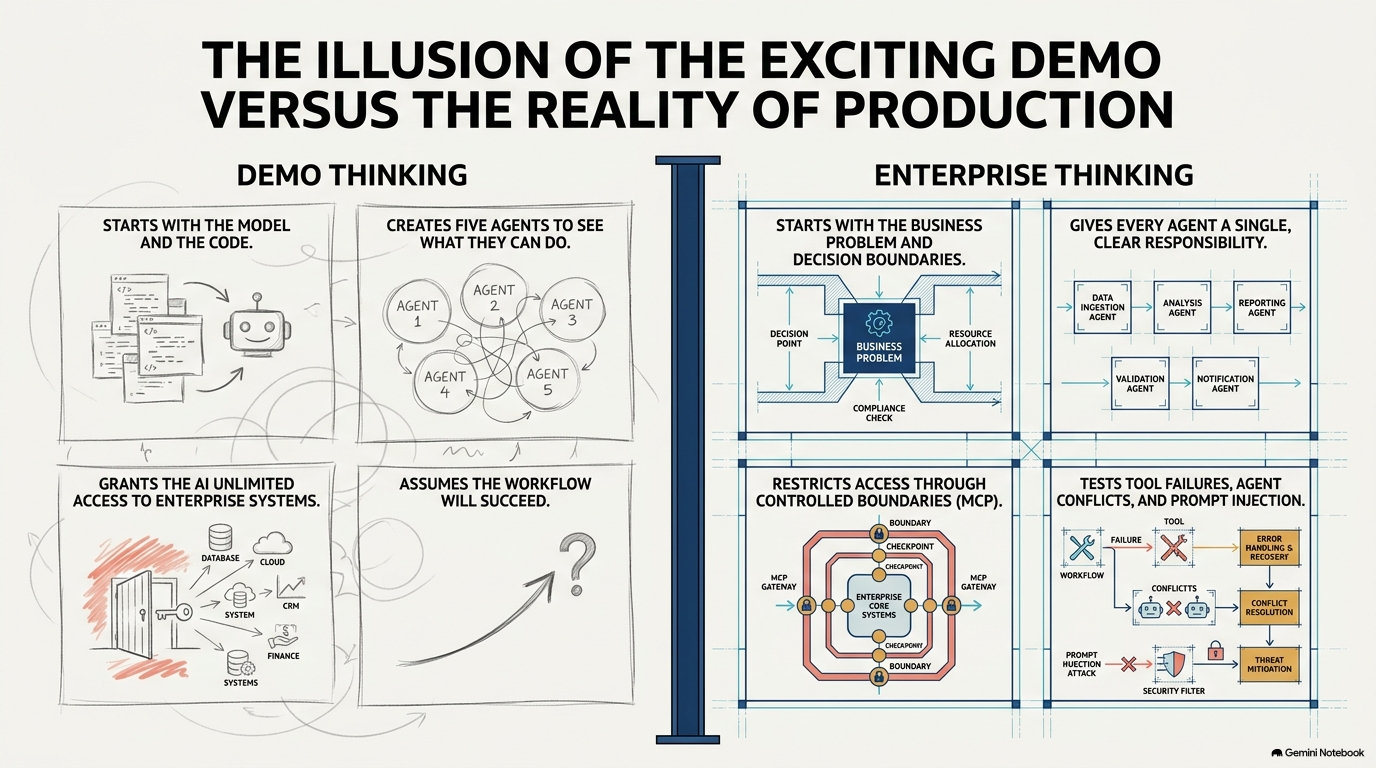 THE ILLUSION OF THE EXCITING DEMO
VERSUS THE REALITY OF PRODUCTION
DEMO THINKING
STARTS WITH THE MODEL
AND THE CODE.
</>
</>
</>
</>
CREATES FIVE AGENTS TO SEE
WHAT THEY CAN DO.
AGENT
1
AGENT
2
AGENT
3
AGENT
4
AGENT
5
GRANTS THE AI UNLIMITED
ACCESS TO ENTERPRISE SYSTEMS.
DATABASE
CLOUD
SYSTEM
CRM
FINANCE
SYSTEMS
ASSUMES THE WORKFLOW
WILL SUCCEED.
?
ENTERPRISE THINKING
STARTS WITH THE BUSINESS
PROBLEM AND
DECISION BOUNDARIES.
DECISION
POINT
BUSINESS
PROBLEM
RESOURCE
ALLOCATION
COMPLIANCE
CHECK
GIVES EVERY AGENT A SINGLE,
CLEAR RESPONSIBILITY.
DATA
INGESTION
AGENT
ANALYSIS
AGENT
REPORTING
AGENT
VALIDATION
AGENT
NOTIFICATION
AGENT
RESTRICTS ACCESS THROUGH
CONTROLLED BOUNDARIES (MCP).
BOUNDARY
CHECKPOINT
MCP
GATEWAY
ENTERPRISE
CORE
SYSTEMS
MCP
GATEWAY
BOUNDARY
TESTS TOOL FAILURES, AGENT
CONFLICTS, AND PROMPT INJECTION.
WORKFLOW
FAILURE
TOOL
ERROR
HANDLING &
RECOSERY
CONFLICTTS
CONFLICT
RESOLUTION
PROMPT
HUECTION
ATTACK
SECURITY FILTER
THREAT
MITIOATION
Gemini Notebook